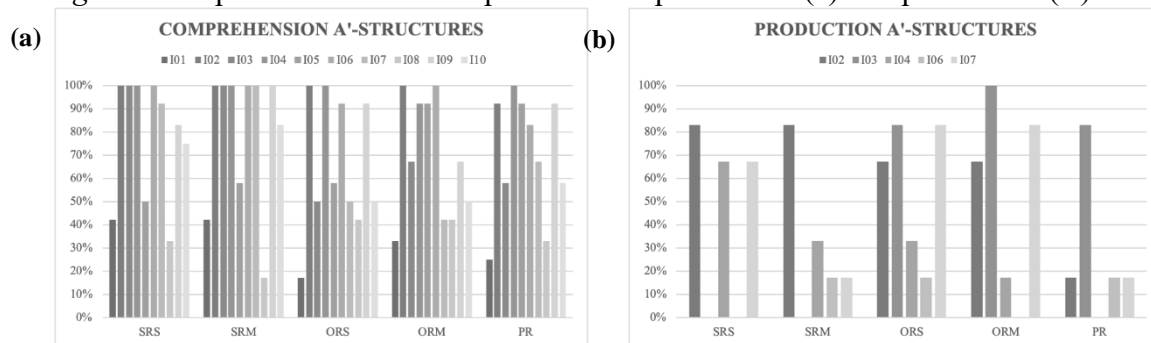 (a)
COMPREHENSION A'-STRUCTURES
I01 I02 I03 I04 I05 I06 I07 I08 I09 I10
100%
90%
80%
70%
60%
50%
40%
30%
20%
10%
0%
SRS SRM ORS ORM PR
(b)
PRODUCTION A'-STRUCTURES
I02 I03 I04 I06 I07
100%
90%
80%
70%
60%
50%
40%
30%
20%
10%
0%
SRS SRM ORS ORM PR